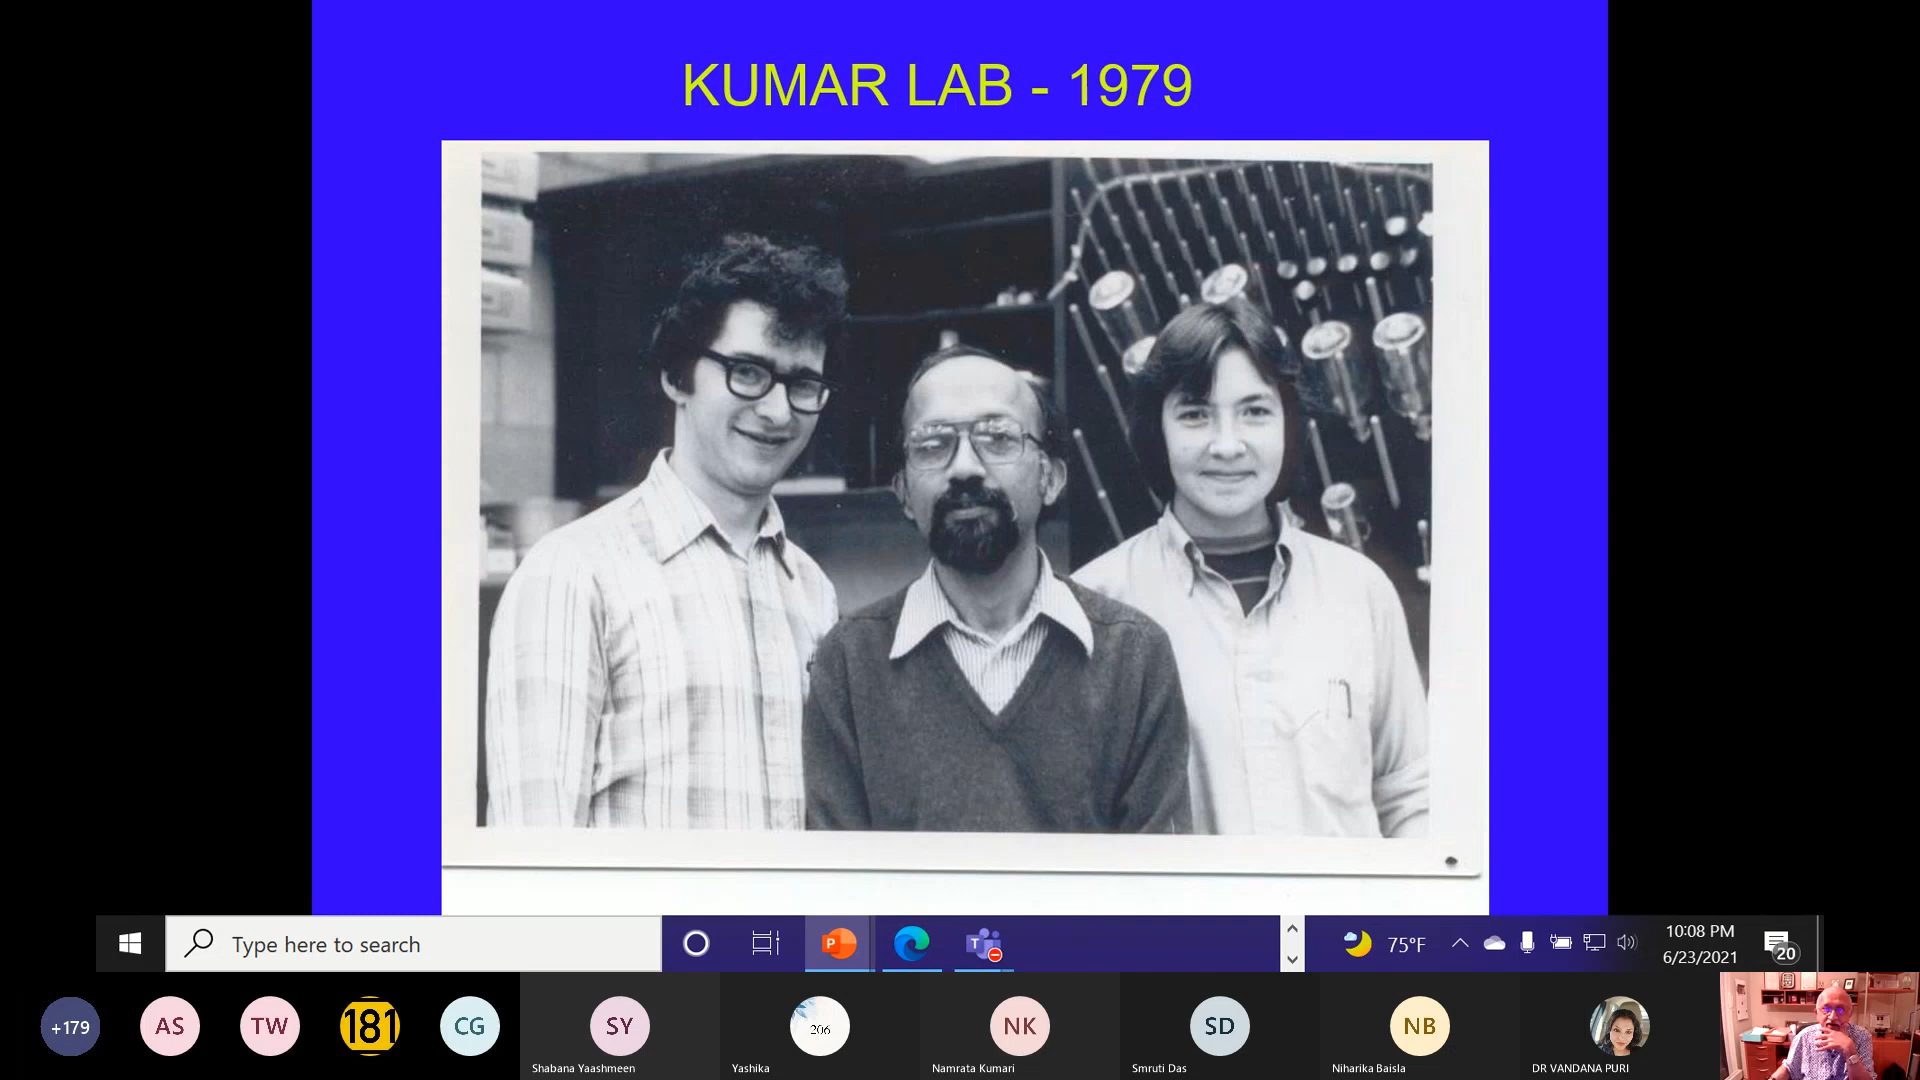 KUMAR LAB - 1979
Type here to search
P
T
75°F
10:08 PM
6/23/2021
20
+179
AS
TW
181
CG
SY
206
NK
SD
NB
Shabana Yaashmeen
Yashika
Namrata Kumari
Smruti Das
Niharika Baisla
DR VANDANA PURI